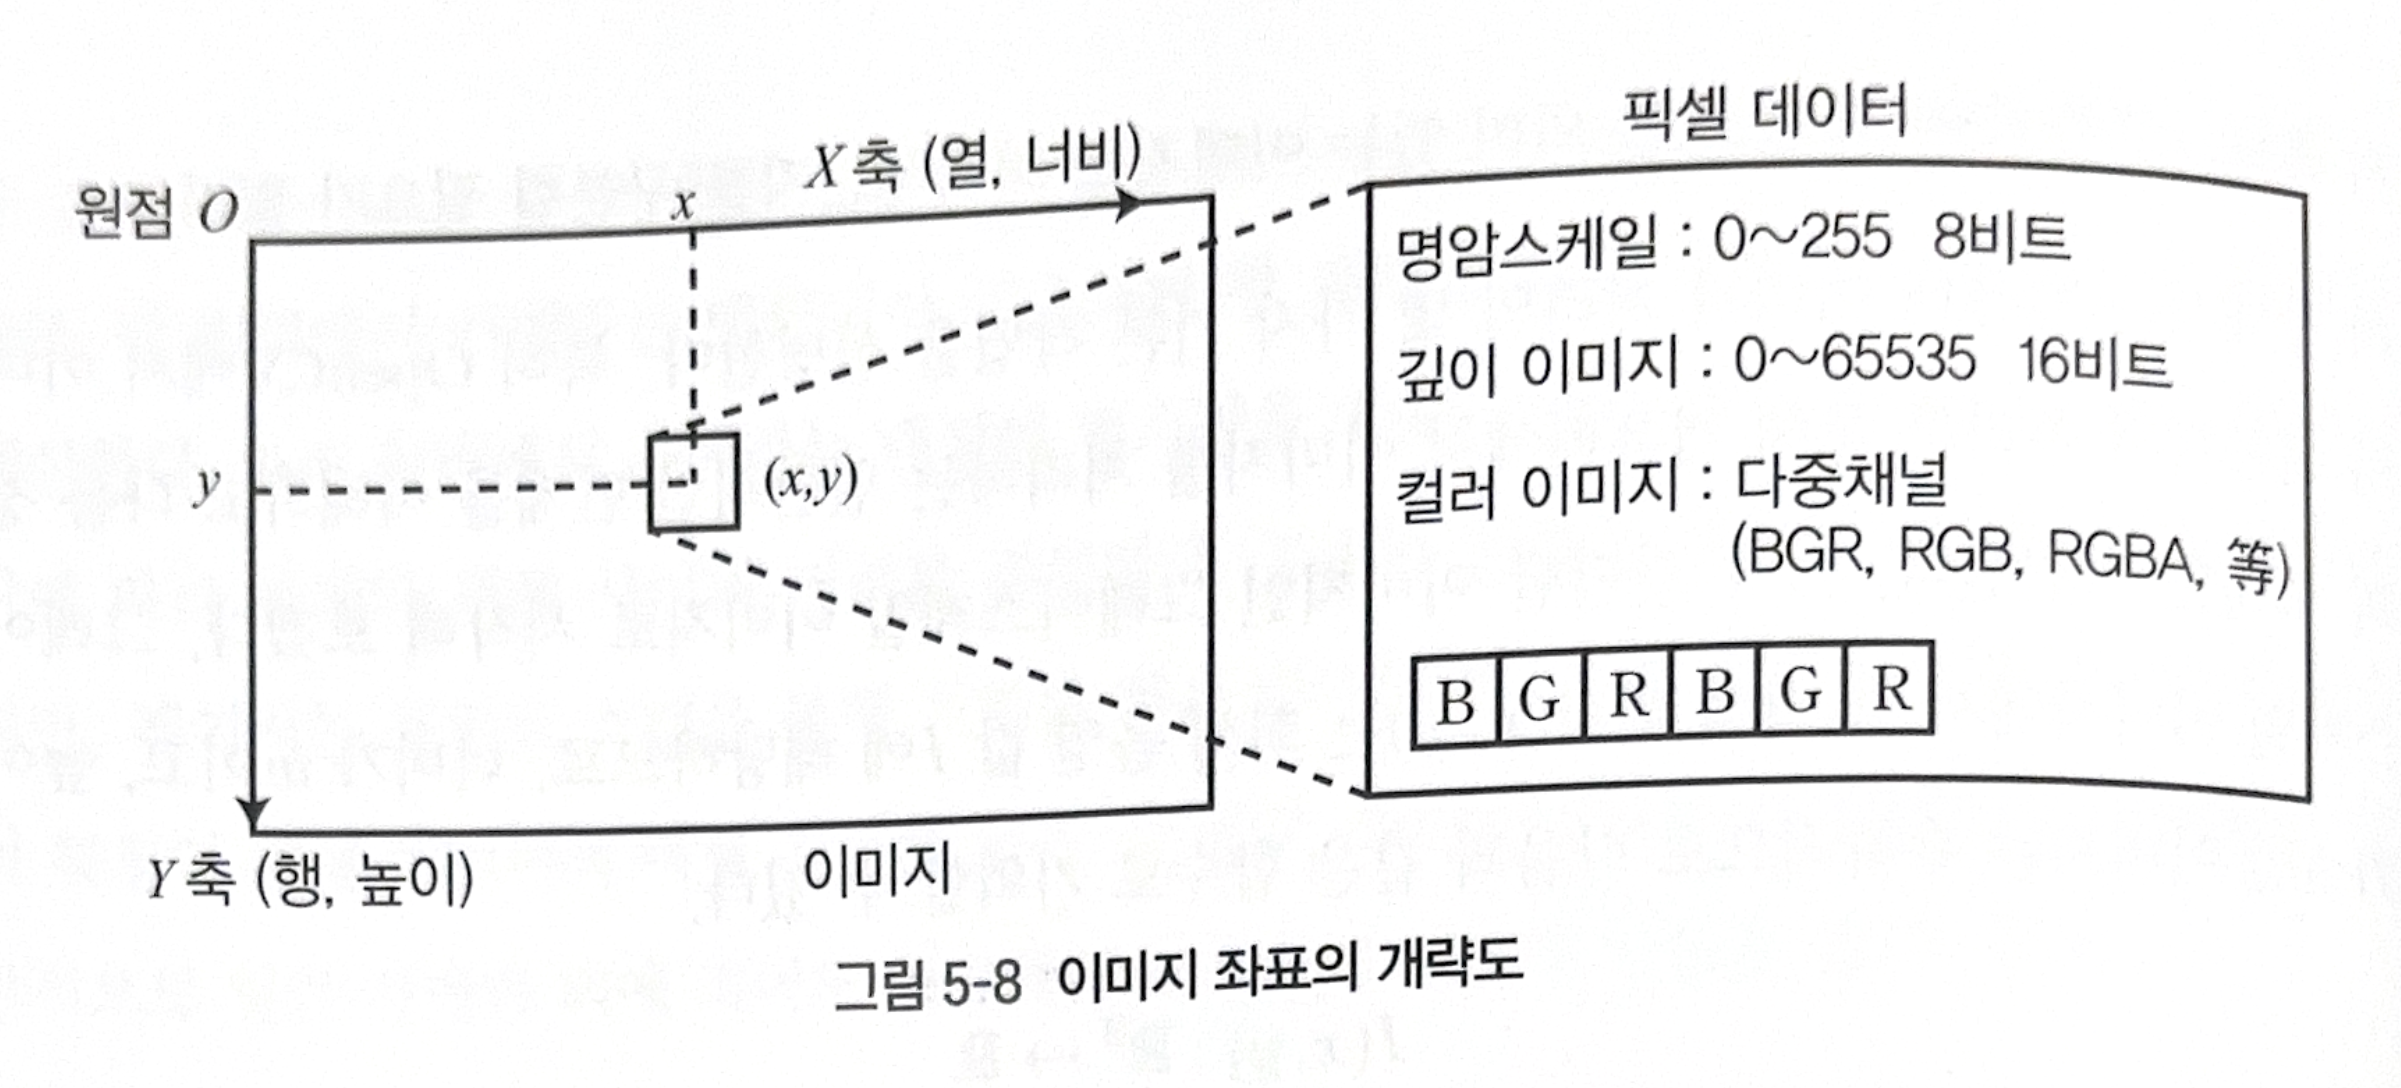 픽셀 데이터
X축 (열, 너비)
원점 O
x
y
(x,y)
Y축 (행, 높이)
이미지
명암스케일 : 0～255 8비트
깊이 이미지 : 0～65535 16비트
컬러 이미지 : 다중채널
(BGR, RGB, RGBA, 등)
B G R B G R
그림 5-8 이미지 좌표의 개략도